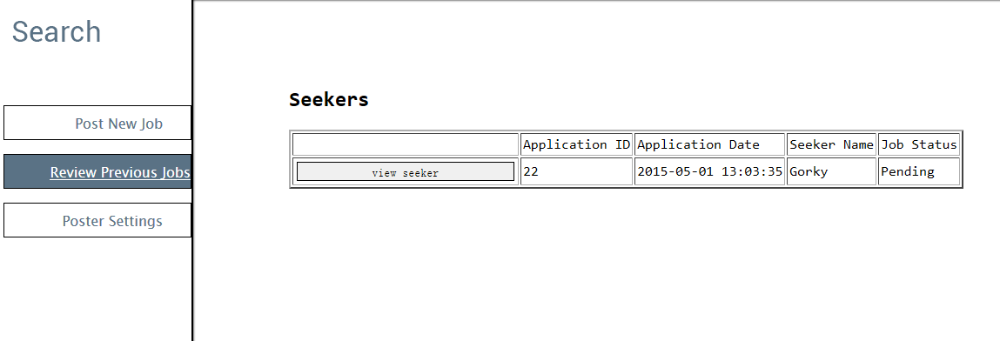 Search
Post New Job
Review Previous Jobs
Poster Settings
Seekers
Application ID Application Date Seeker Name Job Status
view seeker 22 2015-05-01 13:03:35 Gorky Pending